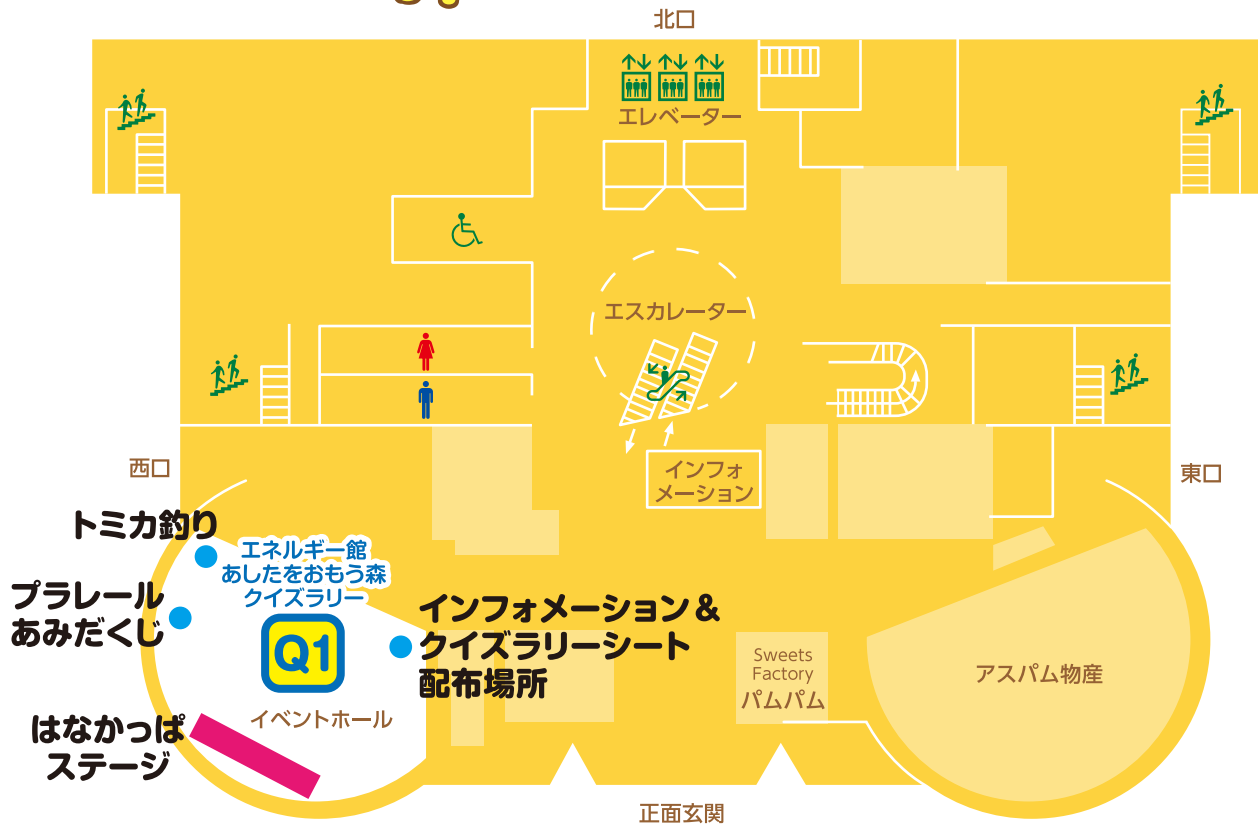 北口
エレベーター
エスカレーター
インフォ
メーション
西口
東口
トミカ釣り
エネルギー館
あしたをおもう森
クイズラリー
プラレール
あみだくじ
Q1
インフォメーション&
クイズラリーシート
配布場所
Sweets
Factory
パムパム
アスパム物産
イベントホール
はなかっぱ
ステージ
正面玄関